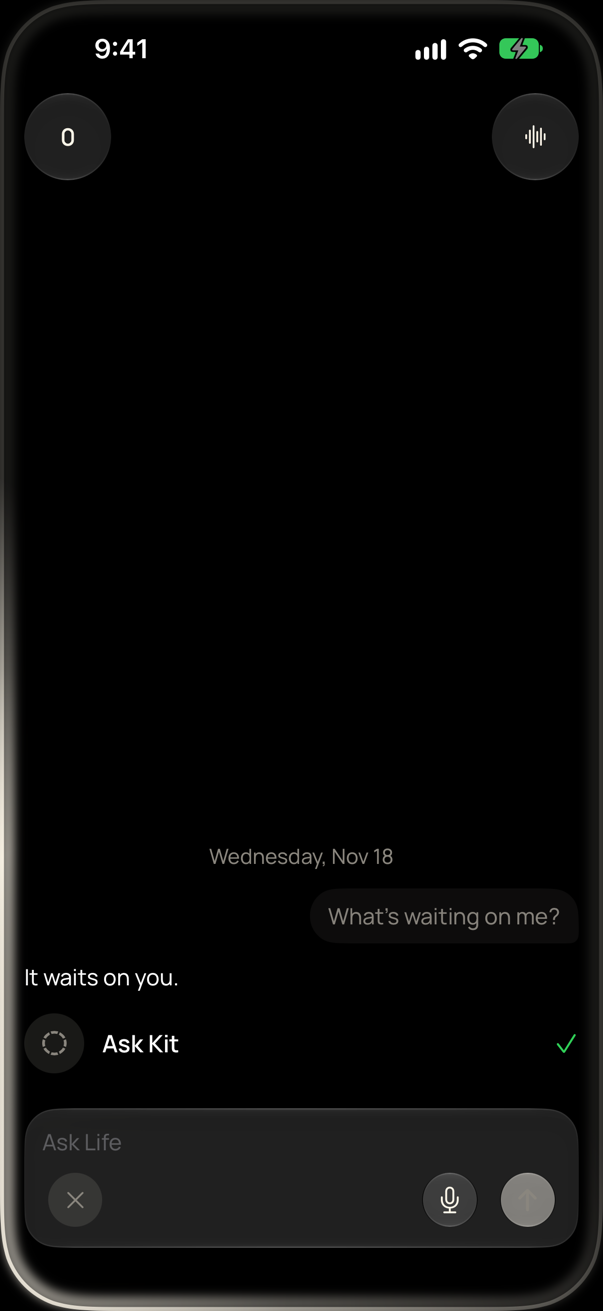 9:41
0
Wednesday, Nov 18
What's waiting on me?
It waits on you.
Ask Kit
Ask Life